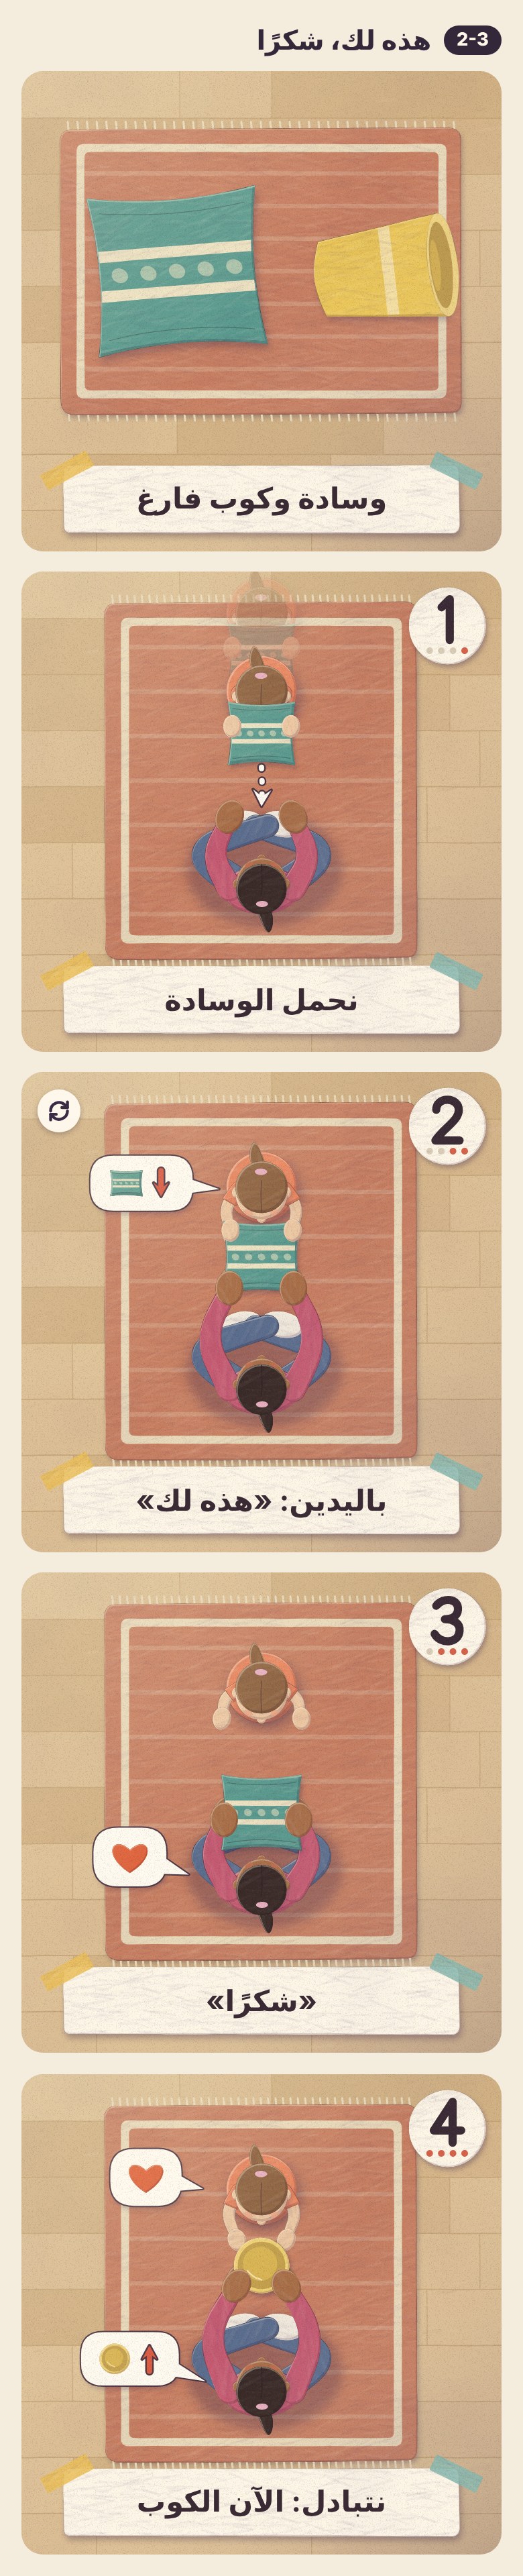 2-3 هذه لك، شكرًا
وسادة وكوب فارغ
1
نحمل الوسادة
2
باليدين: «هذه لك»
3
«شكرًا»
4
نتبادل: الآن الكوب